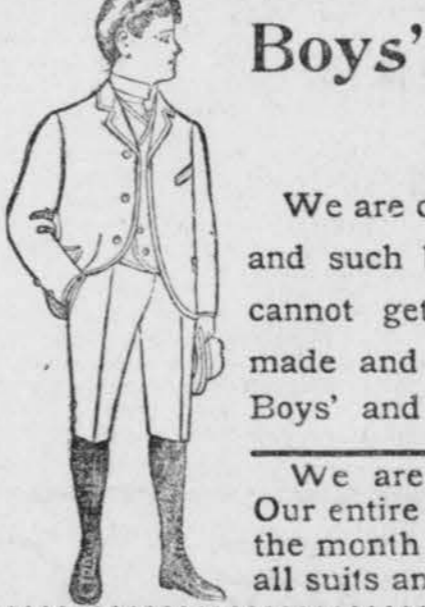 Boys'
We are
and such
cannot get
made and
Boys' and
We are
Our entire
the month
all suits an